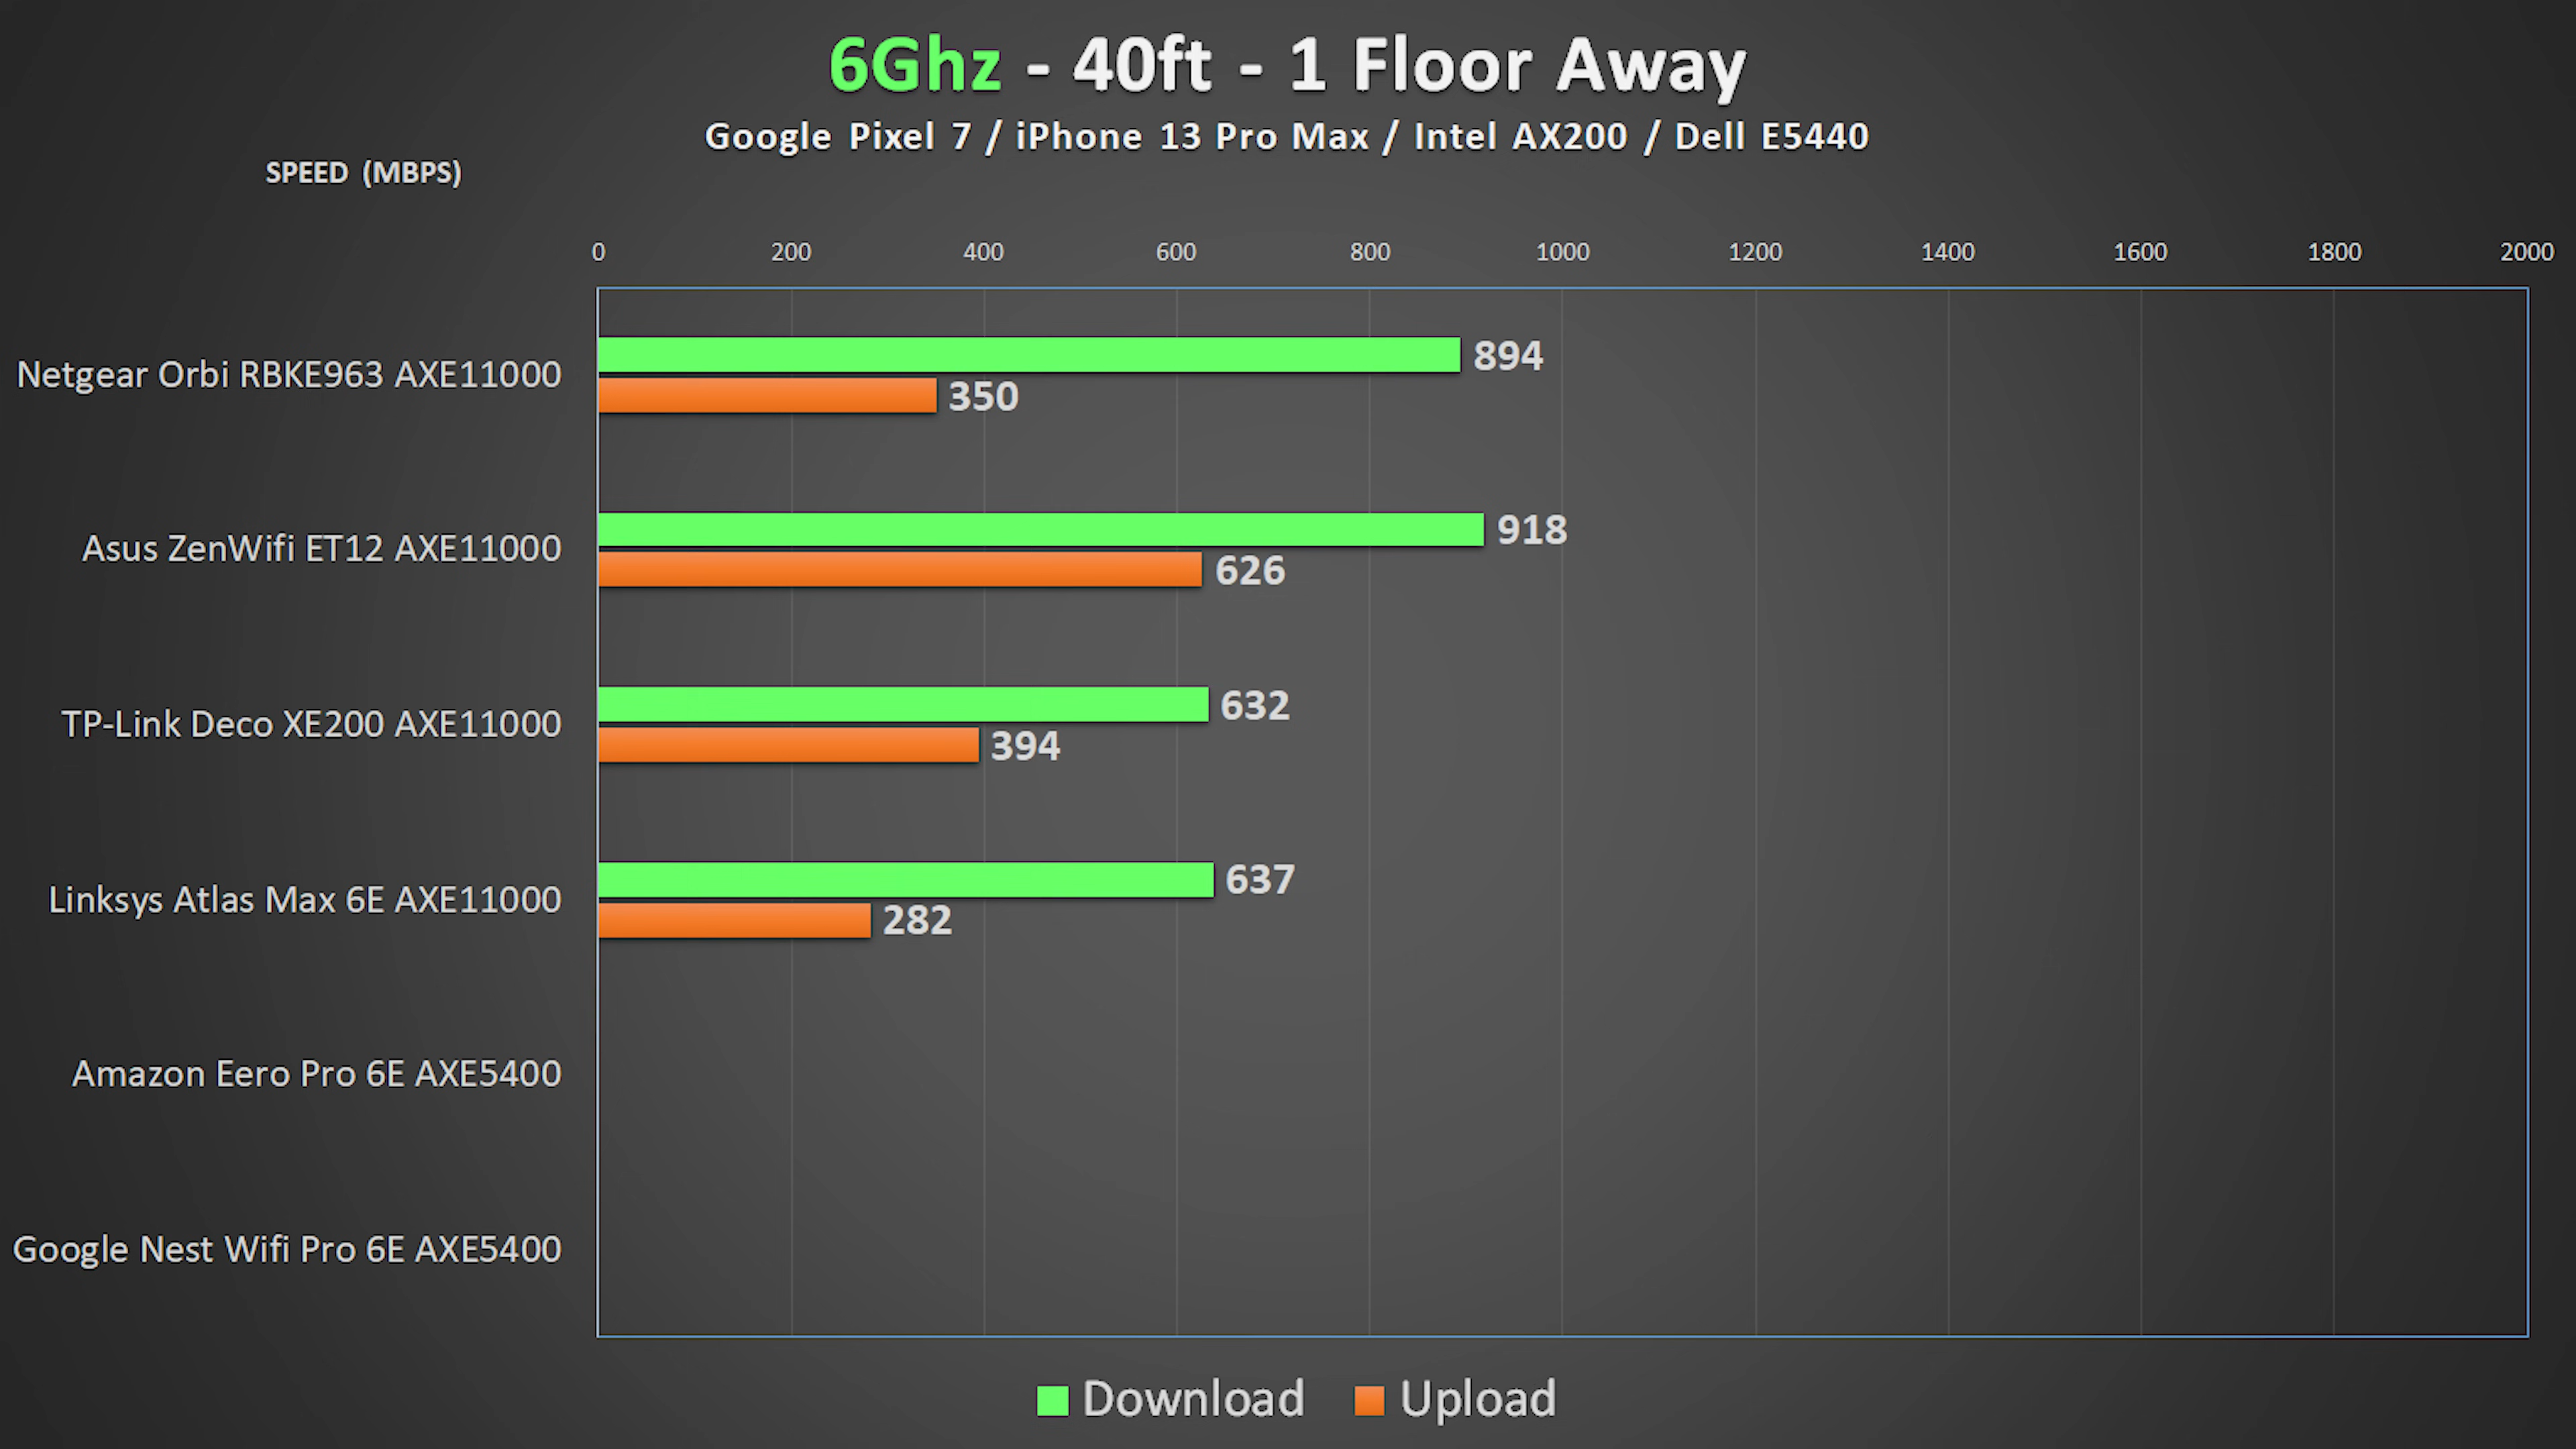 6Ghz - 40ft - 1 Floor Away
Google Pixel 7 / iPhone 13 Pro Max / Intel AX200 / Dell E5440
SPEED (MBPS)
0 200 400 600 800 1000 1200 1400 1600 1800 2000
Netgear Orbi RBKE963 AXE11000
894
350
Asus ZenWifi ET12 AXE11000
918
626
TP-Link Deco XE200 AXE11000
632
394
Linksys Atlas Max 6E AXE11000
637
282
Amazon Eero Pro 6E AXE5400
Google Nest Wifi Pro 6E AXE5400
Download Upload